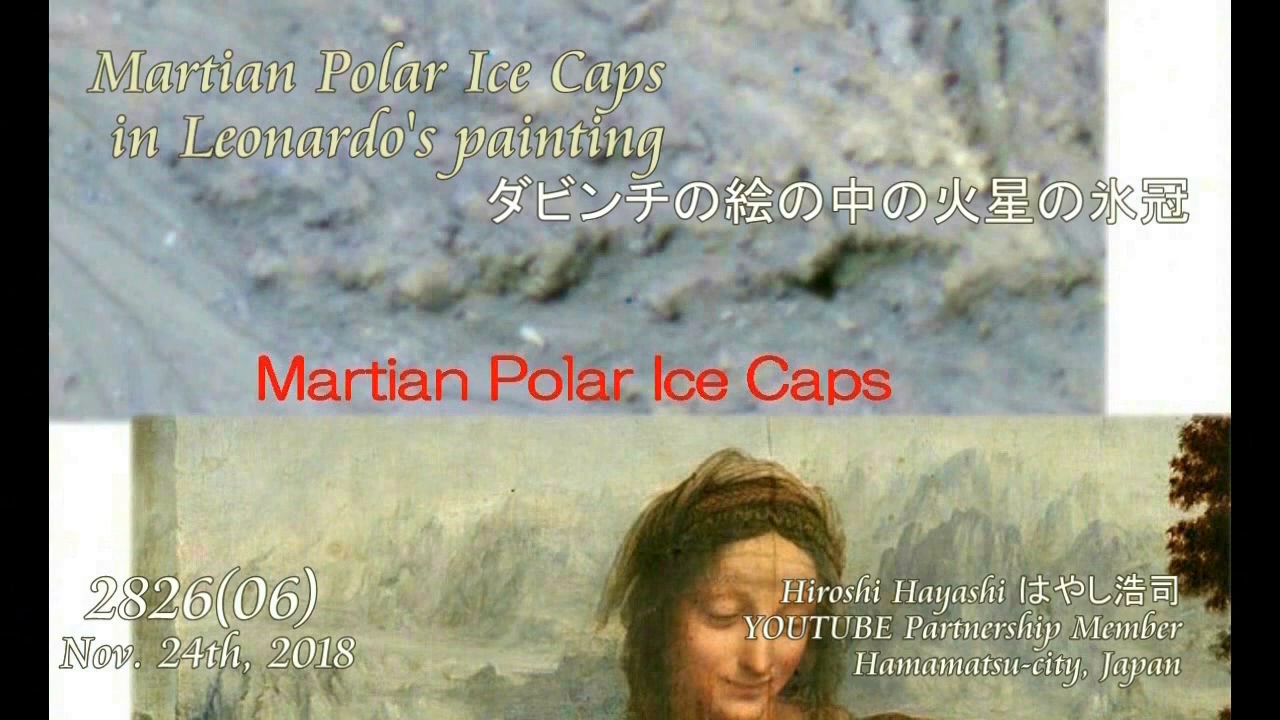 Martian Polar Ice Caps
in Leonardo's painting
ダビンチの絵の中の火星の氷冠
Martian Polar Ice Caps
2826(06)
Nov. 24th, 2018
Hiroshi Hayashi はやし浩司
YOUTUBE Partnership Member
Hamamatsu-city, Japan